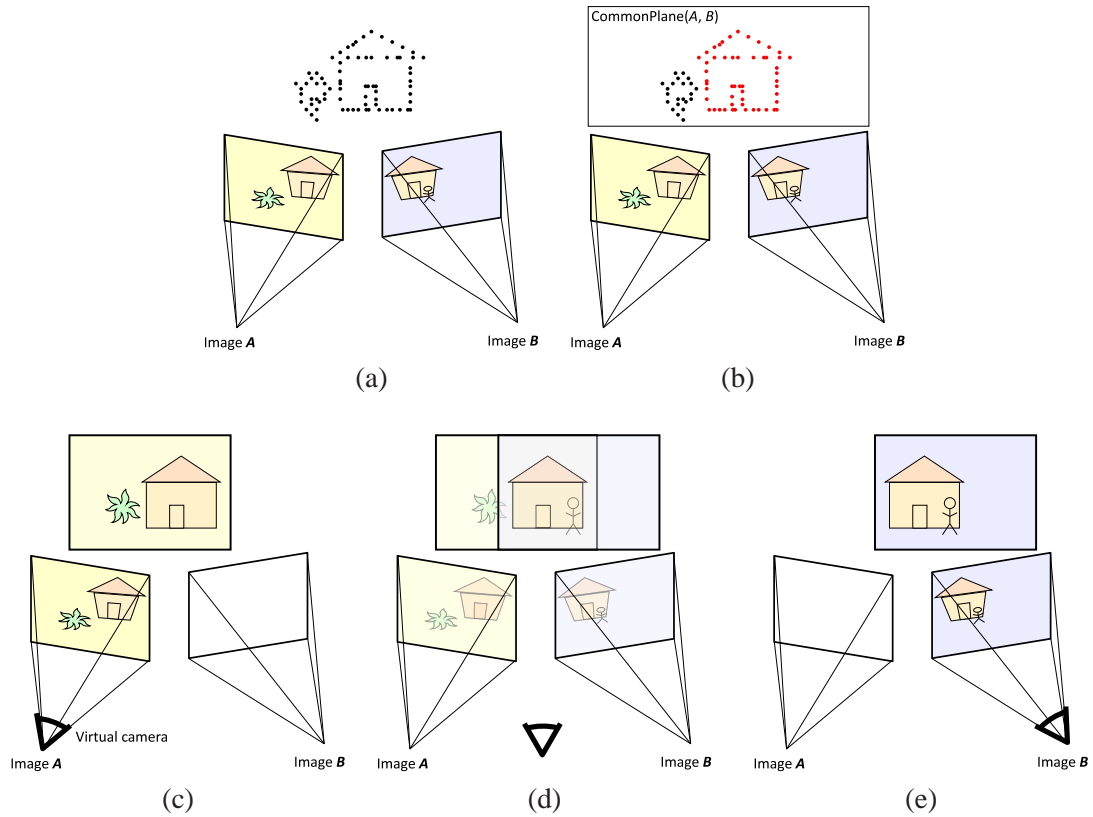 CommonPlane(A, B)
Image A
Image B
Image A
Image B
(a)
(b)
Virtual camera
Image A
Image B
Image A
Image B
Image A
Image B
(c)
(d)
(e)